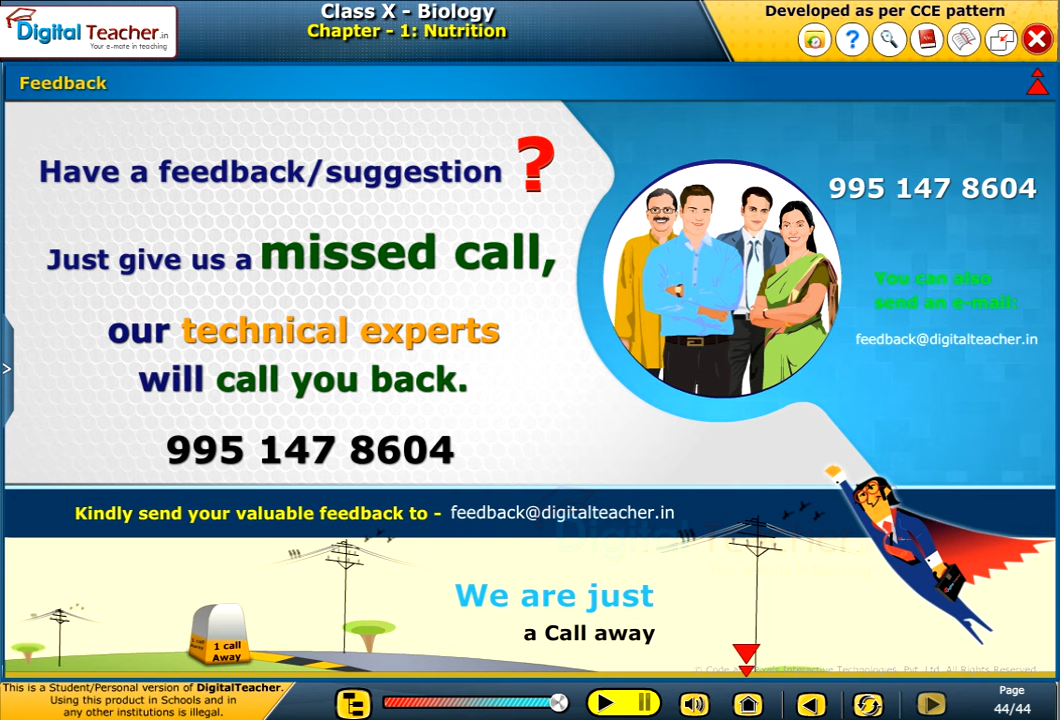 Digital Teacher.in
Your e-mate in teaching
Class X - Biology
Chapter - 1: Nutrition
Developed as per CCE pattern
?
Feedback
Have a feedback/suggestion ?
Just give us a missed call,
our technical experts
will call you back.
995 147 8604
995 147 8604
You can also
send an e-mail:
feedback@digitalteacher.in
Kindly send your valuable feedback to - feedback@digitalteacher.in
Digital Teacher
We are just
a Call away
1 call
Away
This is a Student/Personal version of DigitalTeacher.
Using this product in Schools and in
any other institutions is illegal.
Page
44/44